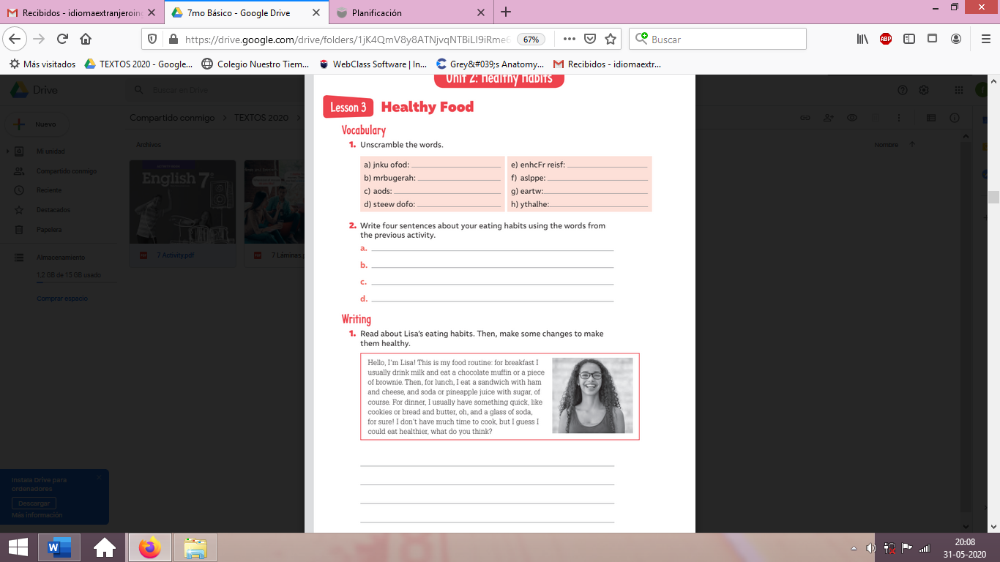 Recibidos - idiomaextranjeroin
7mo Básico - Google Drive
Planificación
https://drive.google.com/drive/folders/1jK4QmV8y8ATNjvqNTBiLI9iRme6
67%
Buscar
Más visitados
TEXTOS 2020 - Google...
Colegio Nuestro Tiem...
WebClass Software | In...
Grey&#039;s Anatomy...
Recibidos - idiomaextr...
Drive
Buscar en Drive
Nuevo
Compartido conmigo > TEXTOS 2020 >
Mi unidad
Compartido conmigo
Reciente
Destacados
Papelera
Almacenamiento
1,2 GB de 15 GB usado
Comprar espacio
Archivos
Nombre
English 7°
7 Activity.pdf
7 Láminas.p
Instala Drive para
ordenadores
Descargar
Más información
Unit 2: Healthy Habits
Lesson 3 Healthy Food
Vocabulary
1. Unscramble the words.
a) jnku ofod:
b) mrbugerah:
c) aods:
d) steew dofo:
e) enhcFr reisf:
f) aslppe:
g) eartw:
h) ythalhe:
2. Write four sentences about your eating habits using the words from
the previous activity.
a.
b.
c.
d.
Writing
1. Read about Lisa's eating habits. Then, make some changes to make
them healthy.
Hello, I'm Lisa! This is my food routine: for breakfast I
usually drink milk and eat a chocolate muffin or a piece
of brownie. Then, for lunch, I eat a sandwich with ham
and cheese, and soda or pineapple juice with sugar, of
course. For dinner, I usually have something quick, like
cookies or bread and butter, oh, and a glass of soda,
for sure! I don't have much time to cook, but I guess I
could eat healthier, what do you think?
20:08
31-05-2020